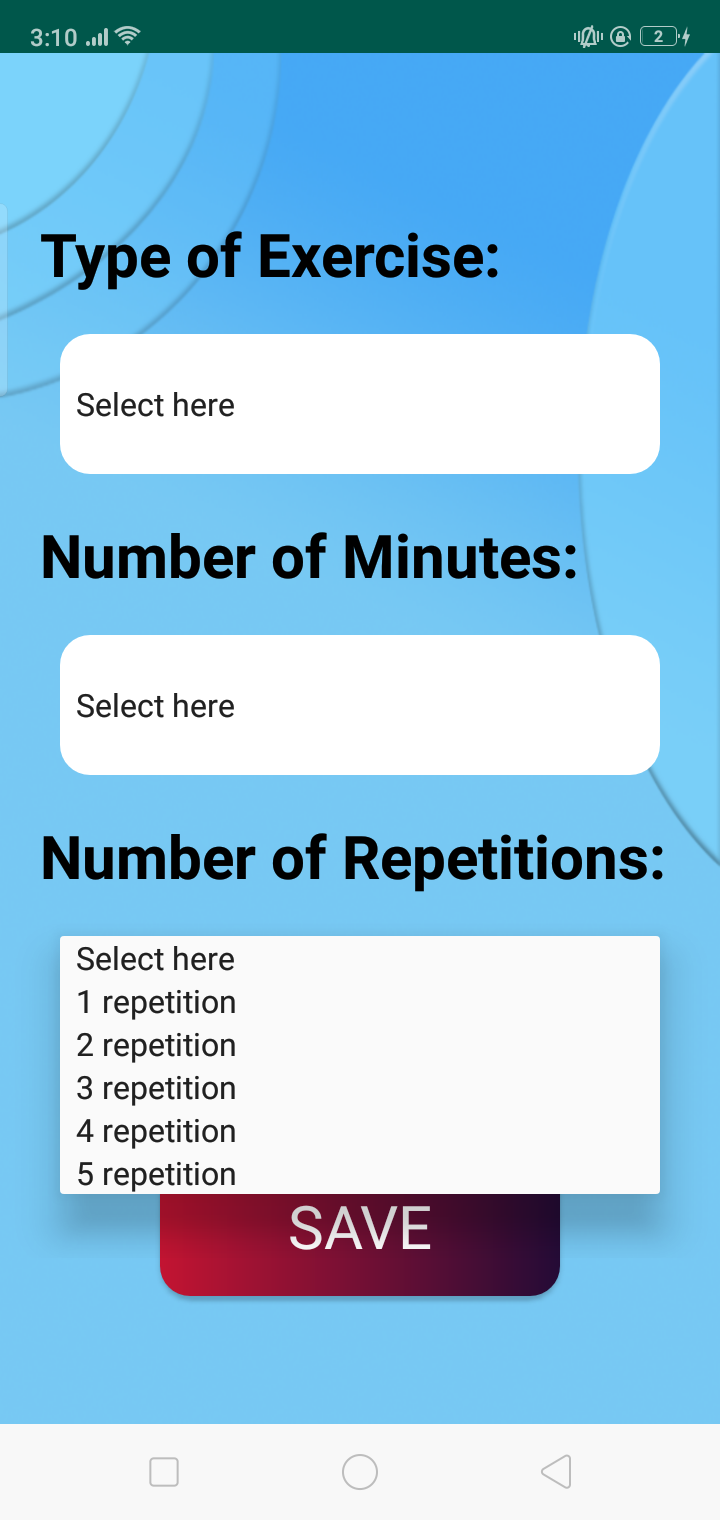 3:10 2
Type of Exercise:
Select here
Number of Minutes:
Select here
Number of Repetitions:
Select here
1 repetition
2 repetition
3 repetition
4 repetition
5 repetition
SAVE